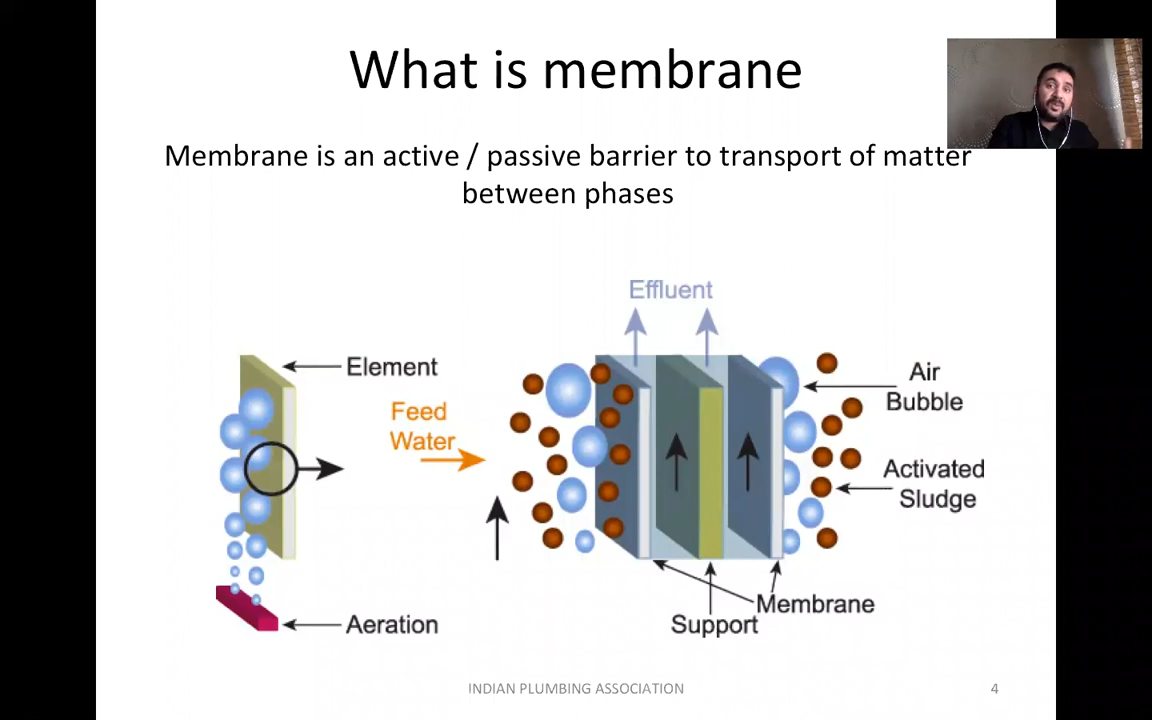 What is membrane
Membrane is an active / passive barrier to transport of matter
between phases
Effluent
Element
Feed
Water
Air
Bubble
Activated
Sludge
Membrane
Support
Aeration
INDIAN PLUMBING ASSOCIATION
4